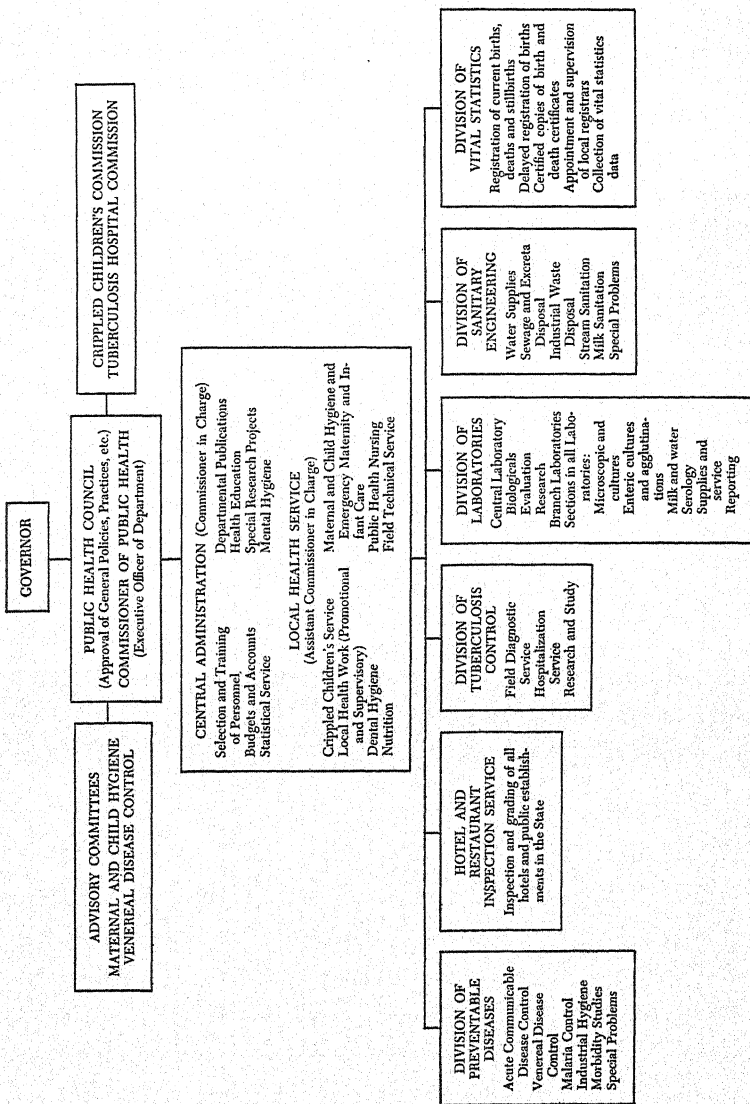 GOVERNOR
ADVISORY COMMITTEES
MATERNAL AND CHILD HYGIENE
VENEREAL DISEASE CONTROL
PUBLIC HEALTH COUNCIL
(Approval of General Policies, Practices, etc.)
COMMISSIONER OF PUBLIC HEALTH
(Executive Officer of Department)
CRIPPLED CHILDREN'S COMMISSION
TUBERCULOSIS HOSPITAL COMMISSION
CENTRAL ADMINISTRATION (Commissioner in Charge)
Selection and Training
of Personnel
Budgets and Accounts
Statistical Service
Departmental Publications
Health Education
Special Research Projects
Mental Hygiene
LOCAL HEALTH SERVICE
(Assistant Commissioner in Charge)
Crippled Children's Service
Local Health Work (Promotional
and Supervisory)
Dental Hygiene
Nutrition
Maternal and Child Hygiene and
Emergency Maternity and In-
fant Care
Public Health Nursing
Field Technical Service
DIVISION OF
PREVENTABLE
DISEASES
Acute Communicable
Disease Control
Venereal Disease
Control
Malaria Control
Industrial Hygiene
Morbidity Studies
Special Problems
HOTEL AND
RESTAURANT
INSPECTION SERVICE
Inspection and grading of all
hotels and public establish-
ments in the State
DIVISION OF
TUBERCULOSIS
CONTROL
Field Diagnostic
Service
Hospitalization
Service
Research and Study
DIVISION OF
LABORATORIES
Central Laboratory
Biologicals
Evaluation
Research
Branch Laboratories
Sections in all Labo-
ratories:
Microscopic and
cultures
Enteric cultures
and agglutina-
tions
Milk and water
Serology
Supplies and
service
Reporting
DIVISION OF
SANITARY
ENGINEERING
Water Supplies
Sewage and Excreta
Disposal
Industrial Waste
Disposal
Stream Sanitation
Milk Sanitation
Special Problems
DIVISION OF
VITAL STATISTICS
Registration of current births,
deaths and stillbirths
Delayed registration of births
Certified copies of birth and
death certificates
Appointment and supervision
of local registrars
Collection of vital statistics
data